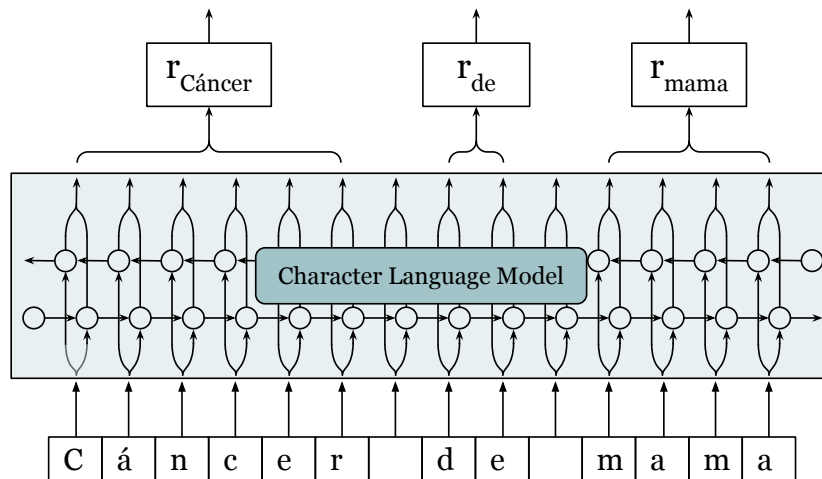 r_Cáncer r_de r_mama
Character Language Model
C á n c e r d e m a m a